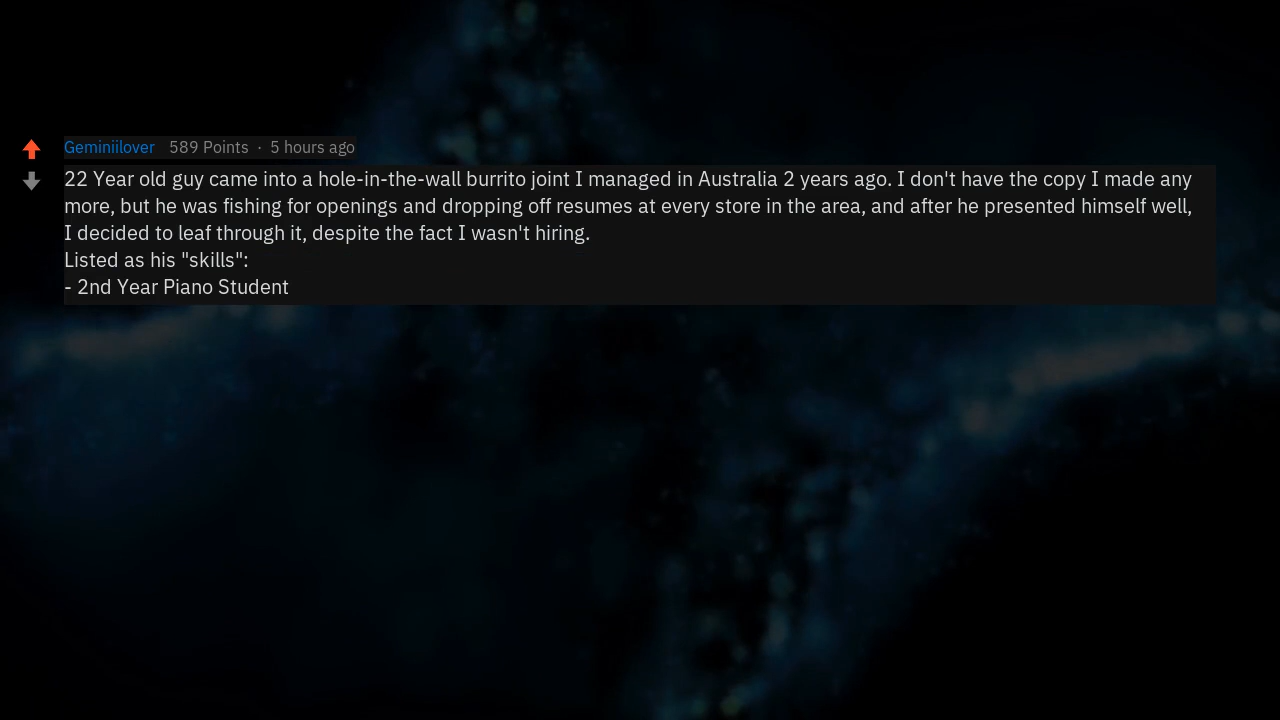 Geminiilover 589 Points · 5 hours ago
22 Year old guy came into a hole-in-the-wall burrito joint I managed in Australia 2 years ago. I don't have the copy I made any
more, but he was fishing for openings and dropping off resumes at every store in the area, and after he presented himself well,
I decided to leaf through it, despite the fact I wasn't hiring.
Listed as his "skills":
- 2nd Year Piano Student